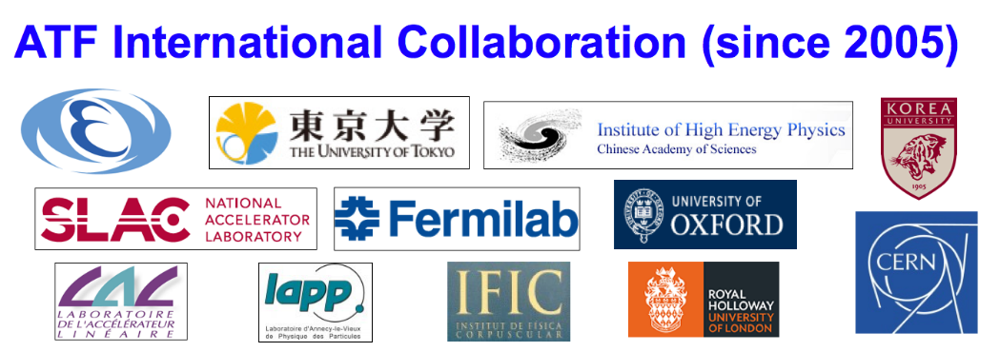 ATF International Collaboration (since 2005)
東京大学
THE UNIVERSITY OF TOKYO
Institute of High Energy Physics
Chinese Academy of Sciences
KOREA
UNIVERSITY
1905
SLAC
NATIONAL
ACCELERATOR
LABORATORY
Fermilab
UNIVERSITY OF
OXFORD
CERN
LAL
LABORATOIRE
DE L'ACCÉLÉRATEUR
LINÉAIRE
lapp
Laboratoire d'Annecy-le-Vieux
de Physique des Particules
IFIC
INSTITUT DE FÍSICA
CORPUSCULAR
ROYAL
HOLLOWAY
UNIVERSITY
OF LONDON